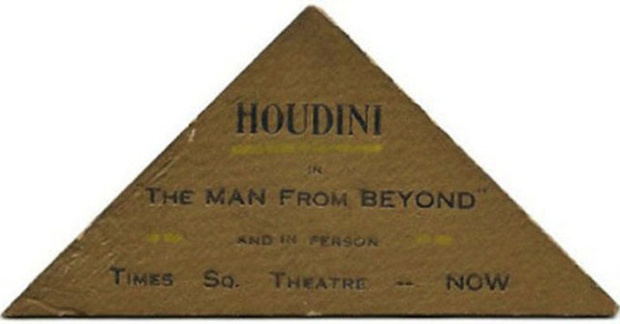 HOUDINI
IN
"THE MAN FROM BEYOND"
AND IN PERSON
TIMES SQ. THEATRE -- NOW